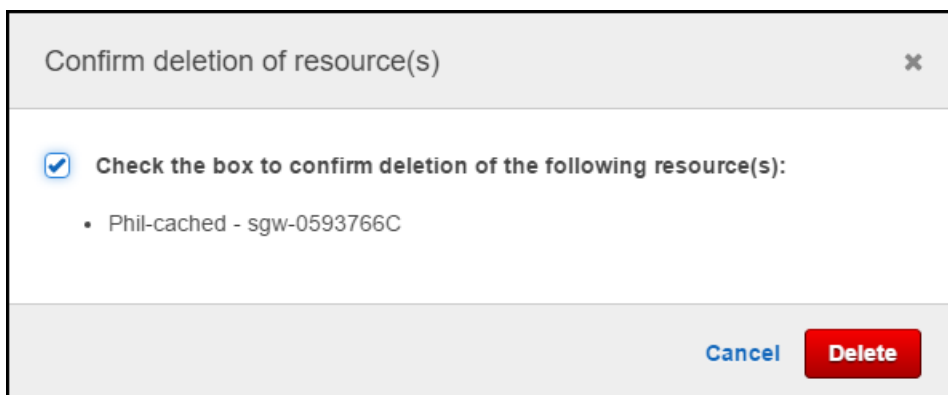 Confirm deletion of resource(s)
Check the box to confirm deletion of the following resource(s):
• Phil-cached - sgw-0593766C
Cancel Delete